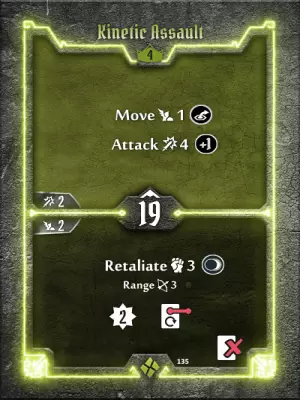 Kinetic Assault
4
Move 1
Attack 4 +1
2
19
2
Retaliate 3
Range 3
2
135